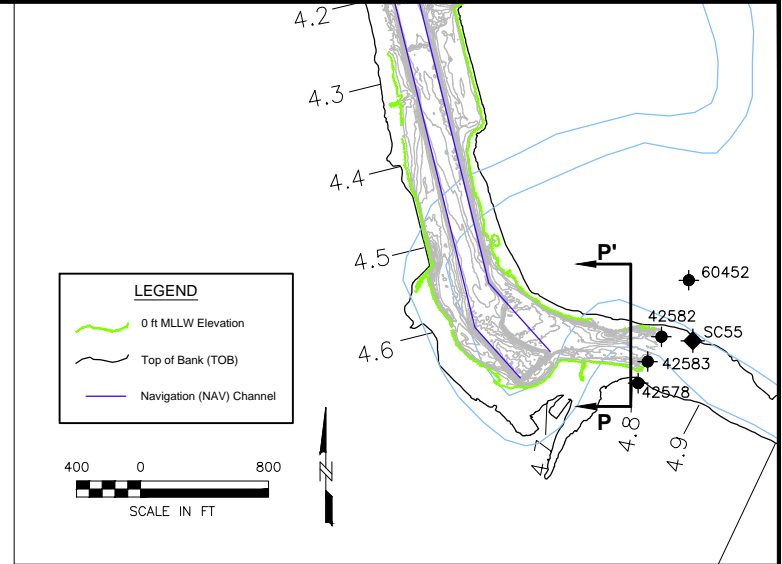 4.2
4.3
4.4
4.5
4.6
4.7
4.8
4.9
P'
60452
42582
SC55
42583
42578
P
LEGEND
0 ft MLLW Elevation
Top of Bank (TOB)
Navigation (NAV) Channel
400 0 800
SCALE IN FT
N